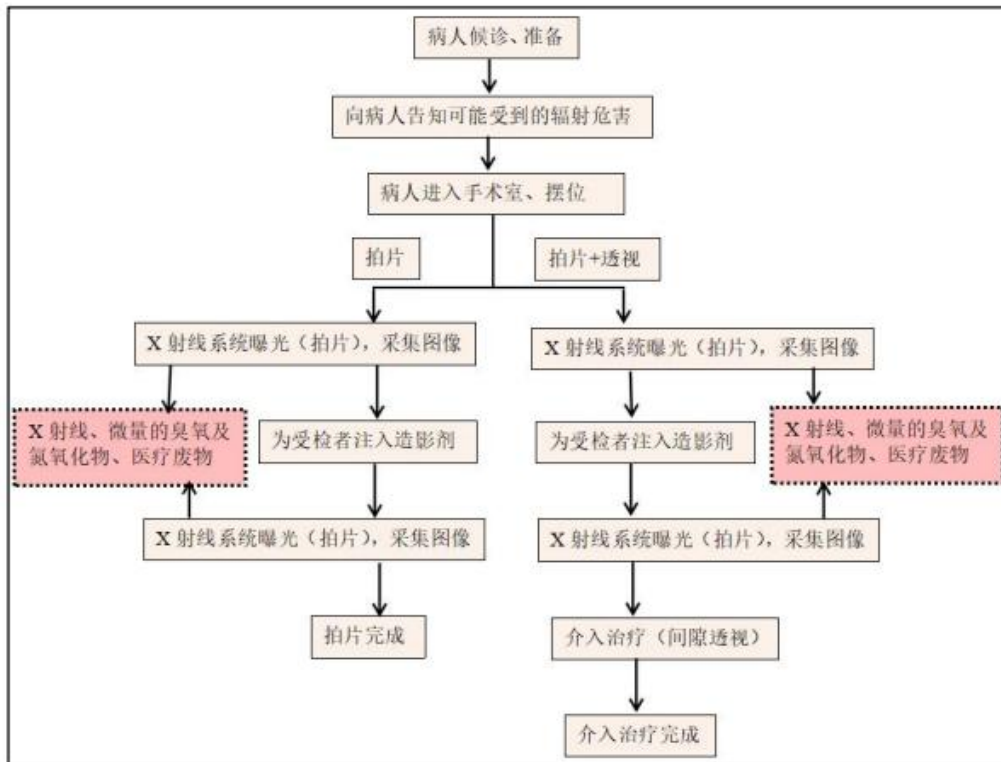 病人候诊、准备
向病人告知可能受到的辐射危害
病人进入手术室、摆位
拍片
拍片+透视
X 射线系统曝光（拍片），采集图像
X 射线系统曝光（拍片），采集图像
X 射线、微量的臭氧及
氮氧化物、医疗废物
为受检者注入造影剂
为受检者注入造影剂
X 射线、微量的臭氧及
氮氧化物、医疗废物
X 射线系统曝光（拍片），采集图像
X 射线系统曝光（拍片），采集图像
拍片完成
介入治疗（间隙透视）
介入治疗完成